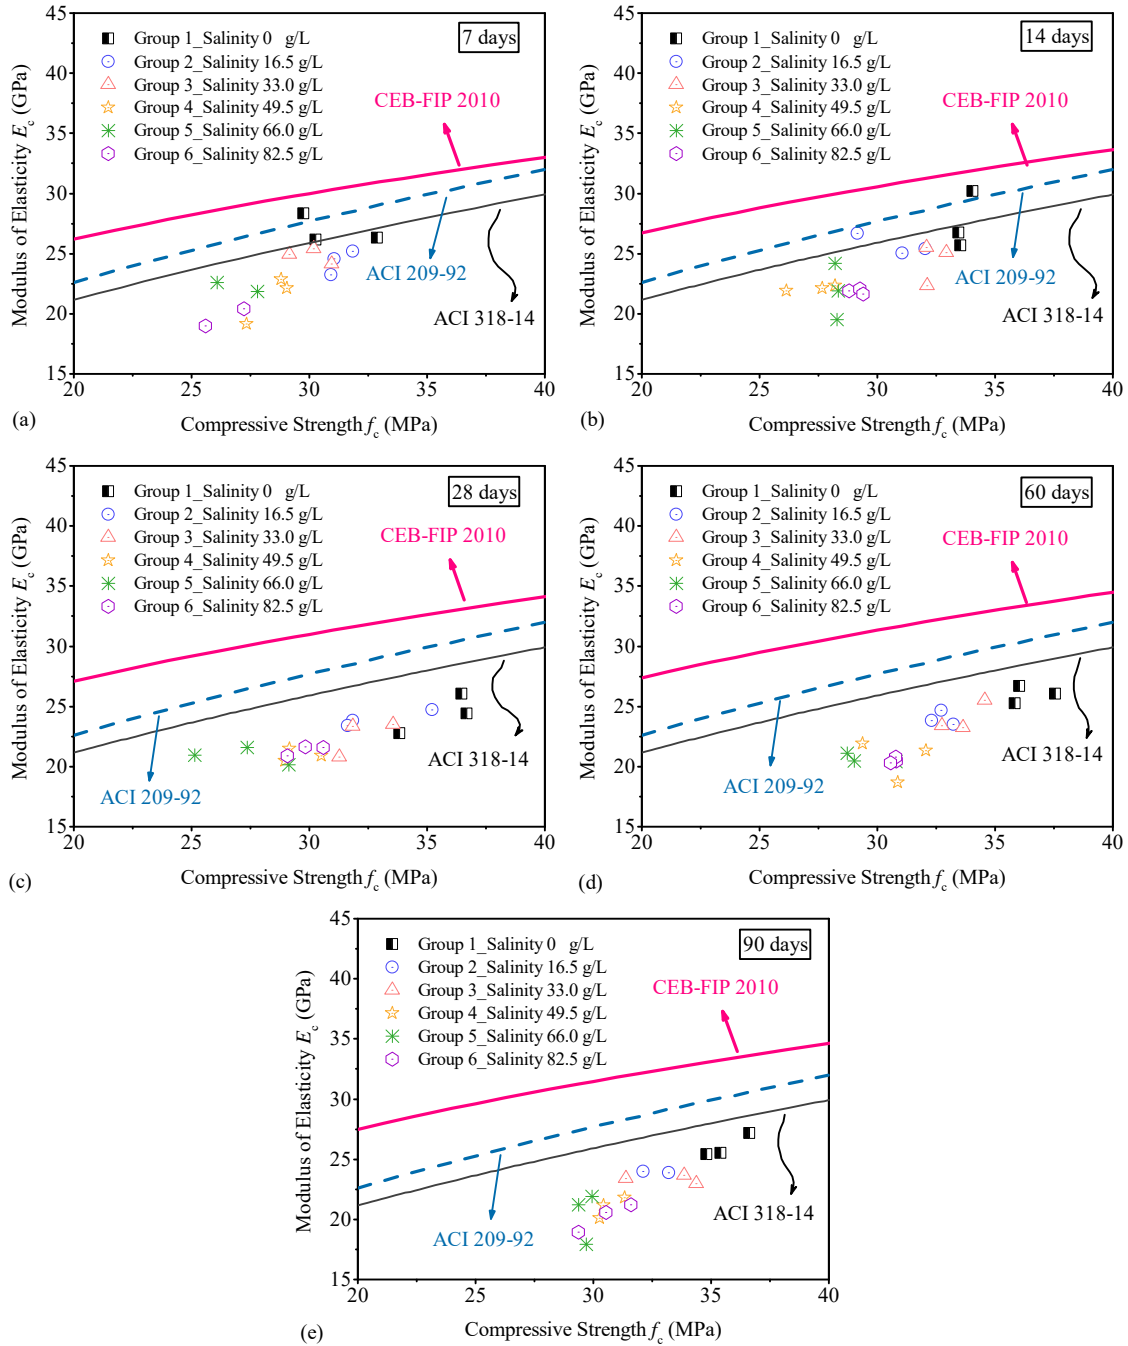 45
40
35
30
25
20
15
Modulus of Elasticity Ec (GPa)
Group 1_Salinity 0 g/L
Group 2_Salinity 16.5 g/L
Group 3_Salinity 33.0 g/L
Group 4_Salinity 49.5 g/L
Group 5_Salinity 66.0 g/L
Group 6_Salinity 82.5 g/L
7 days
CEB-FIP 2010
ACI 209-92
ACI 318-14
20 25 30 35 40
(a) Compressive Strength fc (MPa)
45
40
35
30
25
20
15
Modulus of Elasticity Ec (GPa)
Group 1_Salinity 0 g/L
Group 2_Salinity 16.5 g/L
Group 3_Salinity 33.0 g/L
Group 4_Salinity 49.5 g/L
Group 5_Salinity 66.0 g/L
Group 6_Salinity 82.5 g/L
14 days
CEB-FIP 2010
ACI 209-92
ACI 318-14
20 25 30 35 40
(b) Compressive Strength fc (MPa)
45
40
35
30
25
20
15
Modulus of Elasticity Ec (GPa)
Group 1_Salinity 0 g/L
Group 2_Salinity 16.5 g/L
Group 3_Salinity 33.0 g/L
Group 4_Salinity 49.5 g/L
Group 5_Salinity 66.0 g/L
Group 6_Salinity 82.5 g/L
28 days
CEB-FIP 2010
ACI 318-14
ACI 209-92
20 25 30 35 40
(c) Compressive Strength fc (MPa)
45
40
35
30
25
20
15
Modulus of Elasticity Ec (GPa)
Group 1_Salinity 0 g/L
Group 2_Salinity 16.5 g/L
Group 3_Salinity 33.0 g/L
Group 4_Salinity 49.5 g/L
Group 5_Salinity 66.0 g/L
Group 6_Salinity 82.5 g/L
60 days
CEB-FIP 2010
ACI 318-14
ACI 209-92
20 25 30 35 40
(d) Compressive Strength fc (MPa)
45
40
35
30
25
20
15
Modulus of Elasticity Ec (GPa)
Group 1_Salinity 0 g/L
Group 2_Salinity 16.5 g/L
Group 3_Salinity 33.0 g/L
Group 4_Salinity 49.5 g/L
Group 5_Salinity 66.0 g/L
Group 6_Salinity 82.5 g/L
90 days
CEB-FIP 2010
ACI 318-14
ACI 209-92
20 25 30 35 40
(e) Compressive Strength fc (MPa)